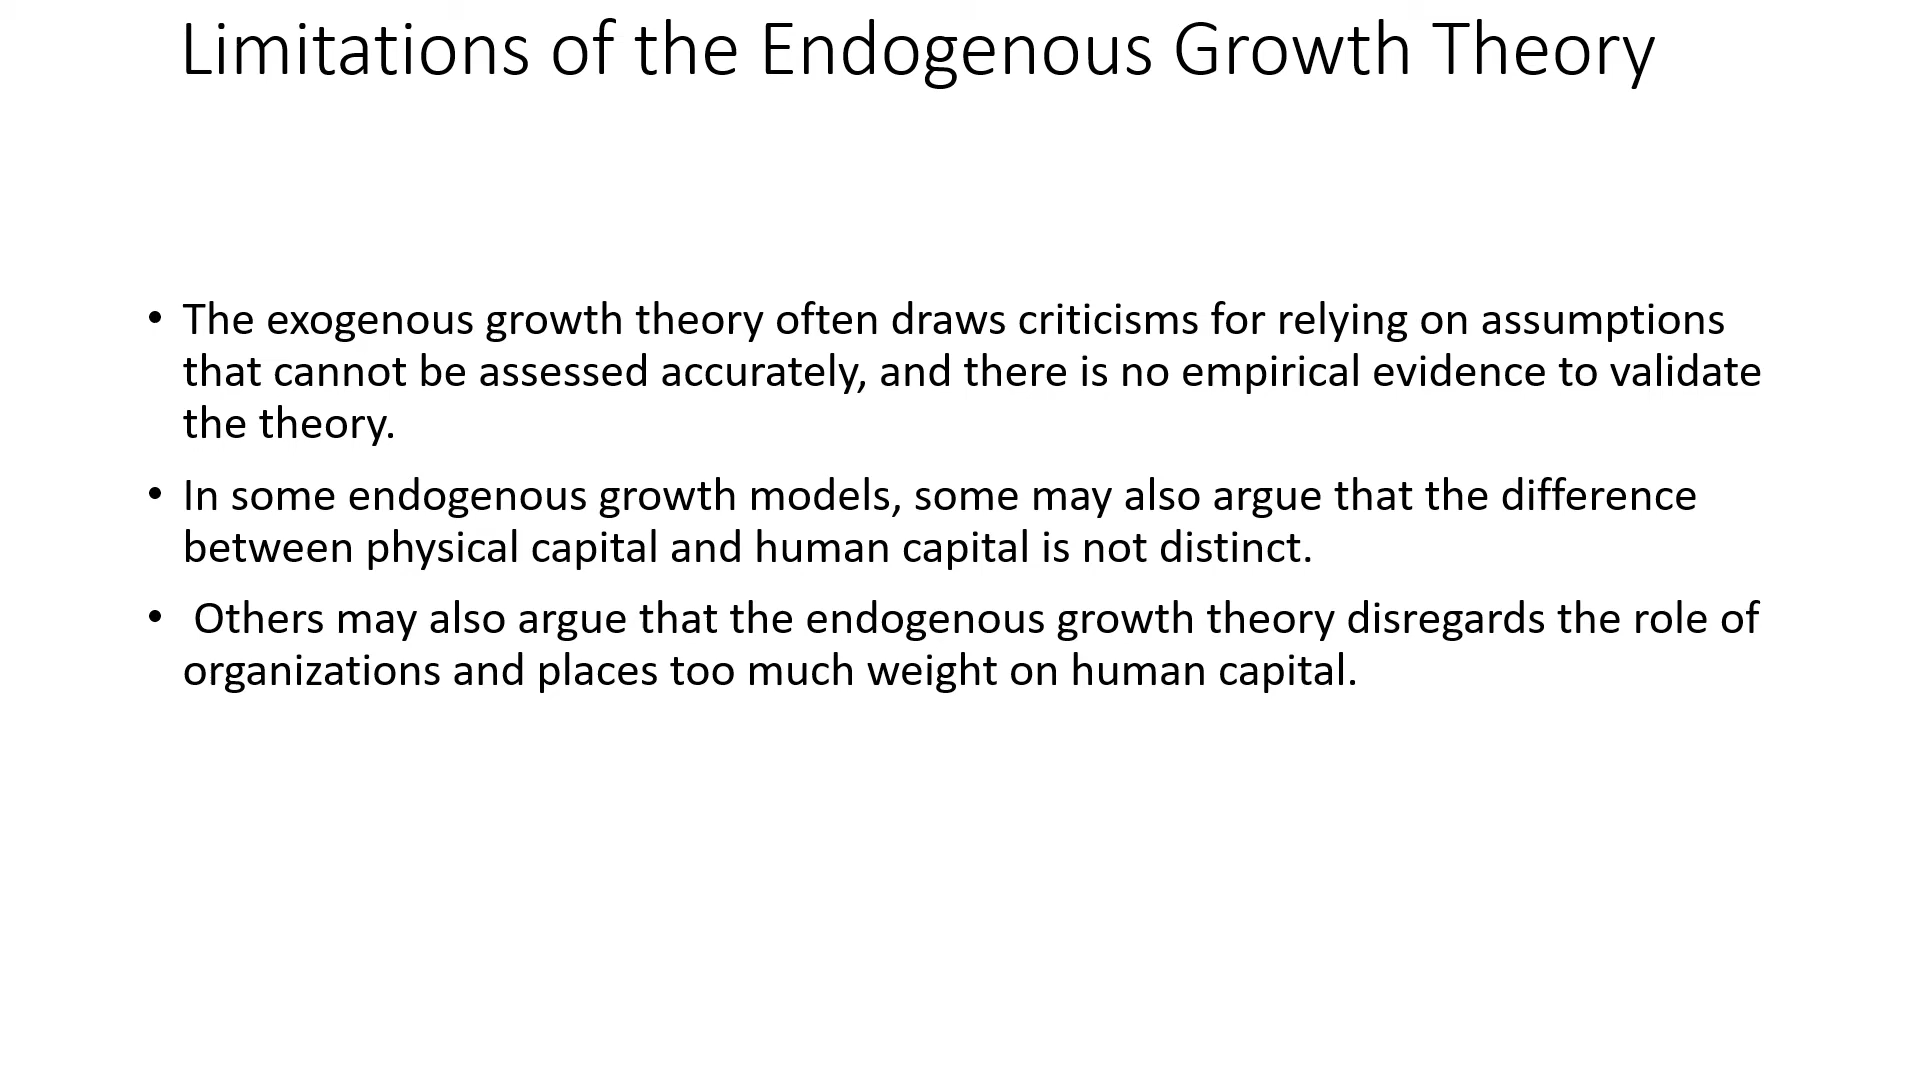 Limitations of the Endogenous Growth Theory
• The exogenous growth theory often draws criticisms for relying on assumptions
that cannot be assessed accurately, and there is no empirical evidence to validate
the theory.
• In some endogenous growth models, some may also argue that the difference
between physical capital and human capital is not distinct.
• Others may also argue that the endogenous growth theory disregards the role of
organizations and places too much weight on human capital.